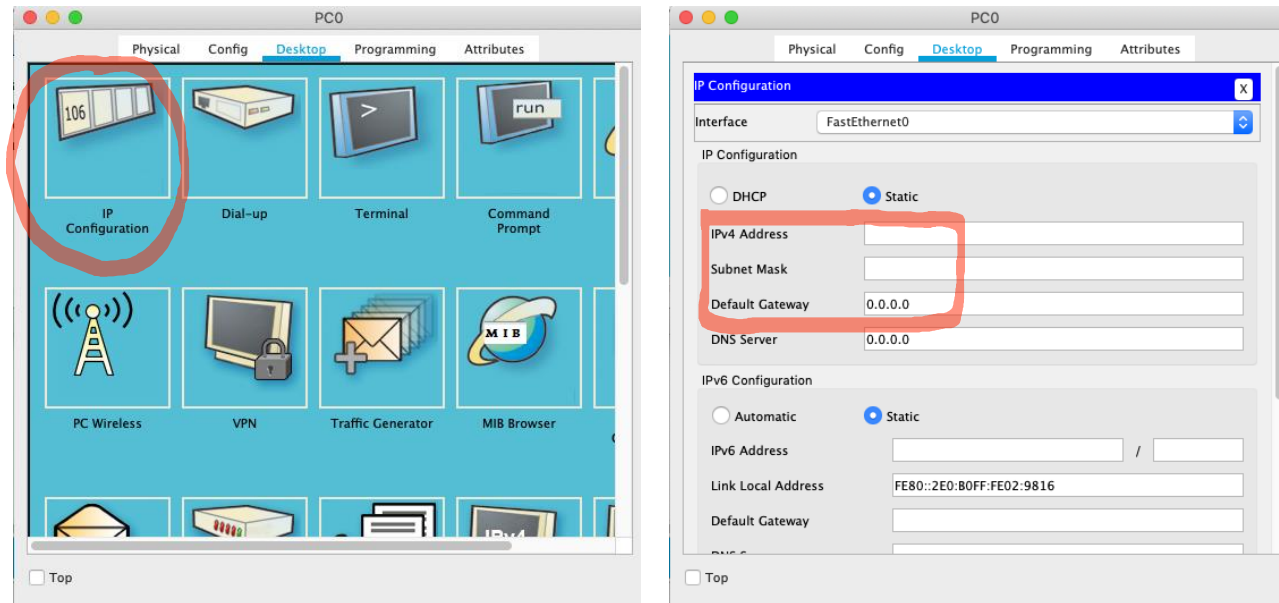 PC0
Physical Config Desktop Programming Attributes
106
>
run
IP
Configuration
Dial-up
Terminal
Command
Prompt
MIB
PC Wireless
VPN
Traffic Generator
MIB Browser
IPv4
Top
PC0
Physical Config Desktop Programming Attributes
IP Configuration
X
Interface FastEthernet0
IP Configuration
DHCP Static
IPv4 Address
Subnet Mask
Default Gateway 0.0.0.0
DNS Server 0.0.0.0
IPv6 Configuration
Automatic Static
IPv6 Address /
Link Local Address FE80::2E0:B0FF:FE02:9816
Default Gateway
Top